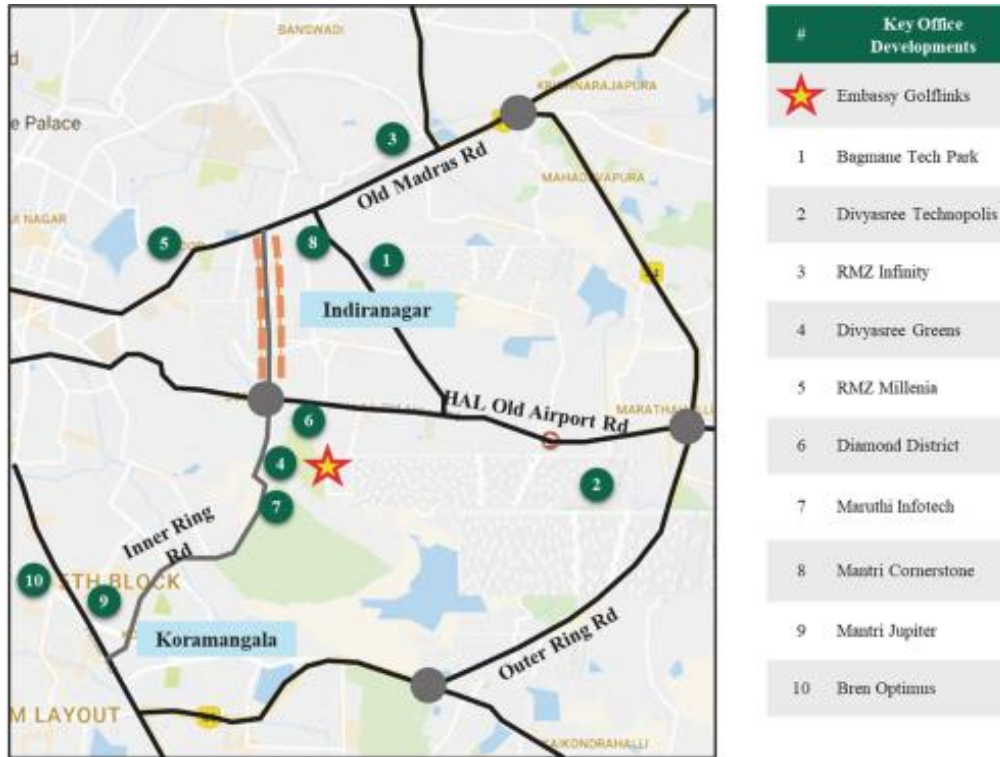 BANSWADI
d
KRISHNARAJAPURA
e Palace
3
Old Madras Rd
MAHADEVAPURA
NAGAR
5
8
1
Indiranagar
HAL Old Airport Rd
MARATHAHALLI
6
4
2
7
Inner Ring
Rd
10
5TH BLOCK
9
Koramangala
Outer Ring Rd
M LAYOUT
KAIKONDRAHALLI
# Key Office
Developments
Embassy Golflinks
1 Bagmane Tech Park
2 Divyasree Technopolis
3 RMZ Infinity
4 Divyasree Greens
5 RMZ Millenia
6 Diamond District
7 Maruthi Infotech
8 Mantri Cornerstone
9 Mantri Jupiter
10 Bren Optimus